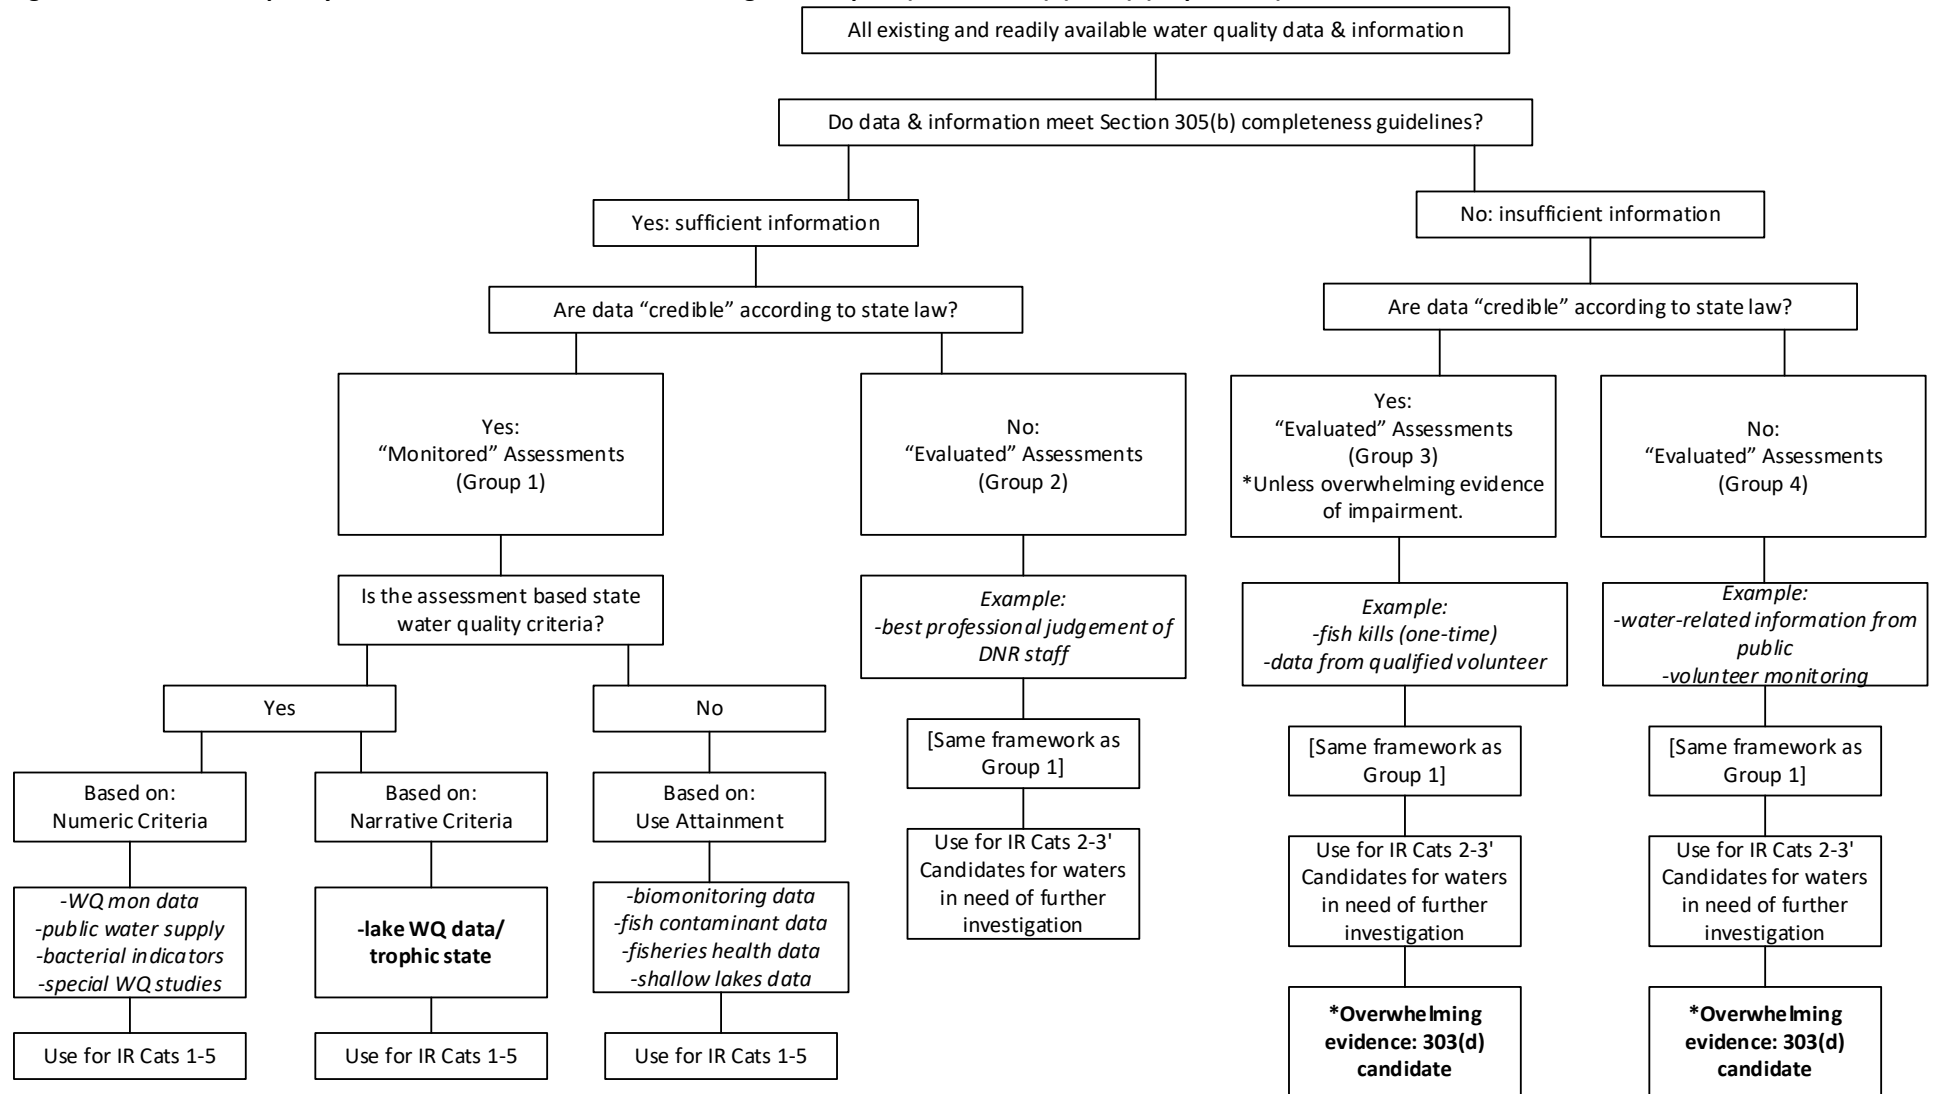 All existing and readily available water quality data & information
Do data & information meet Section 305(b) completeness guidelines?
Yes: sufficient information
No: insufficient information
Are data “credible” according to state law?
Are data “credible” according to state law?
Yes:
“Monitored” Assessments
(Group 1)
No:
“Evaluated” Assessments
(Group 2)
Yes:
“Evaluated” Assessments
(Group 3)
*Unless overwhelming evidence
of impairment.
No:
“Evaluated” Assessments
(Group 4)
Is the assessment based state
water quality criteria?
Example:
-best professional judgement of
DNR staff
Example:
-fish kills (one-time)
-data from qualified volunteer
Example:
-water-related information from
public
-volunteer monitoring
Yes
No
[Same framework as
Group 1]
[Same framework as
Group 1]
[Same framework as
Group 1]
Based on:
Numeric Criteria
Based on:
Narrative Criteria
Based on:
Use Attainment
Use for IR Cats 2-3'
Candidates for waters
in need of further
investigation
Use for IR Cats 2-3'
Candidates for waters
in need of further
investigation
Use for IR Cats 2-3'
Candidates for waters
in need of further
investigation
-WQ mon data
-public water supply
-bacterial indicators
-special WQ studies
-lake WQ data/
trophic state
-biomonitoring data
-fish contaminant data
-fisheries health data
-shallow lakes data
*Overwhelming
evidence: 303(d)
candidate
*Overwhelming
evidence: 303(d)
candidate
Use for IR Cats 1-5
Use for IR Cats 1-5
Use for IR Cats 1-5